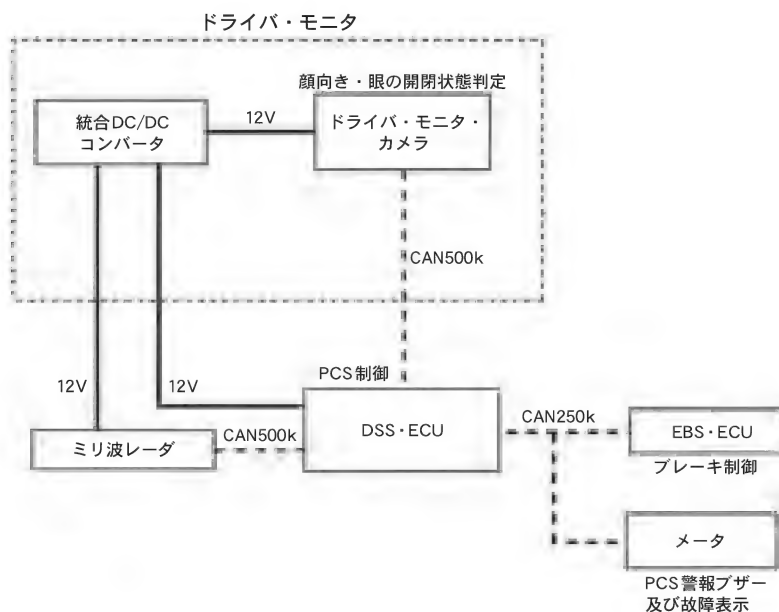 ドライバ・モニタ
顔向き・眼の開閉状態判定
統合DC/DC
コンバータ
12V
ドライバ・モニタ・
カメラ
CAN500k
PCS制御
12V
12V
DSS・ECU
CAN250k
EBS・ECU
ミリ波レーダ
CAN500k
ブレーキ制御
メータ
PCS警報ブザー
及び故障表示